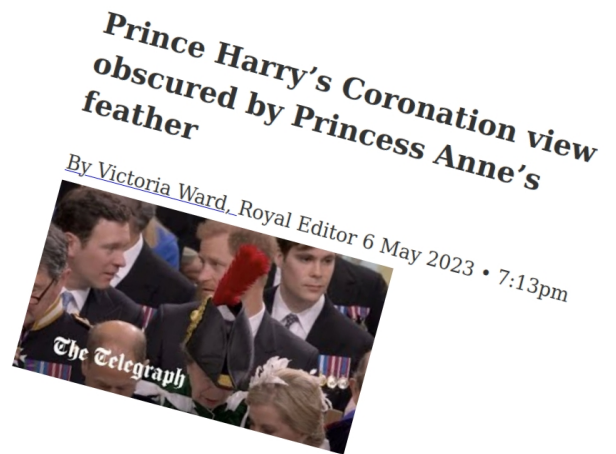 Prince Harry’s Coronation view
obscured by Princess Anne’s
feather
By Victoria Ward, Royal Editor 6 May 2023 • 7:13pm
The Telegraph